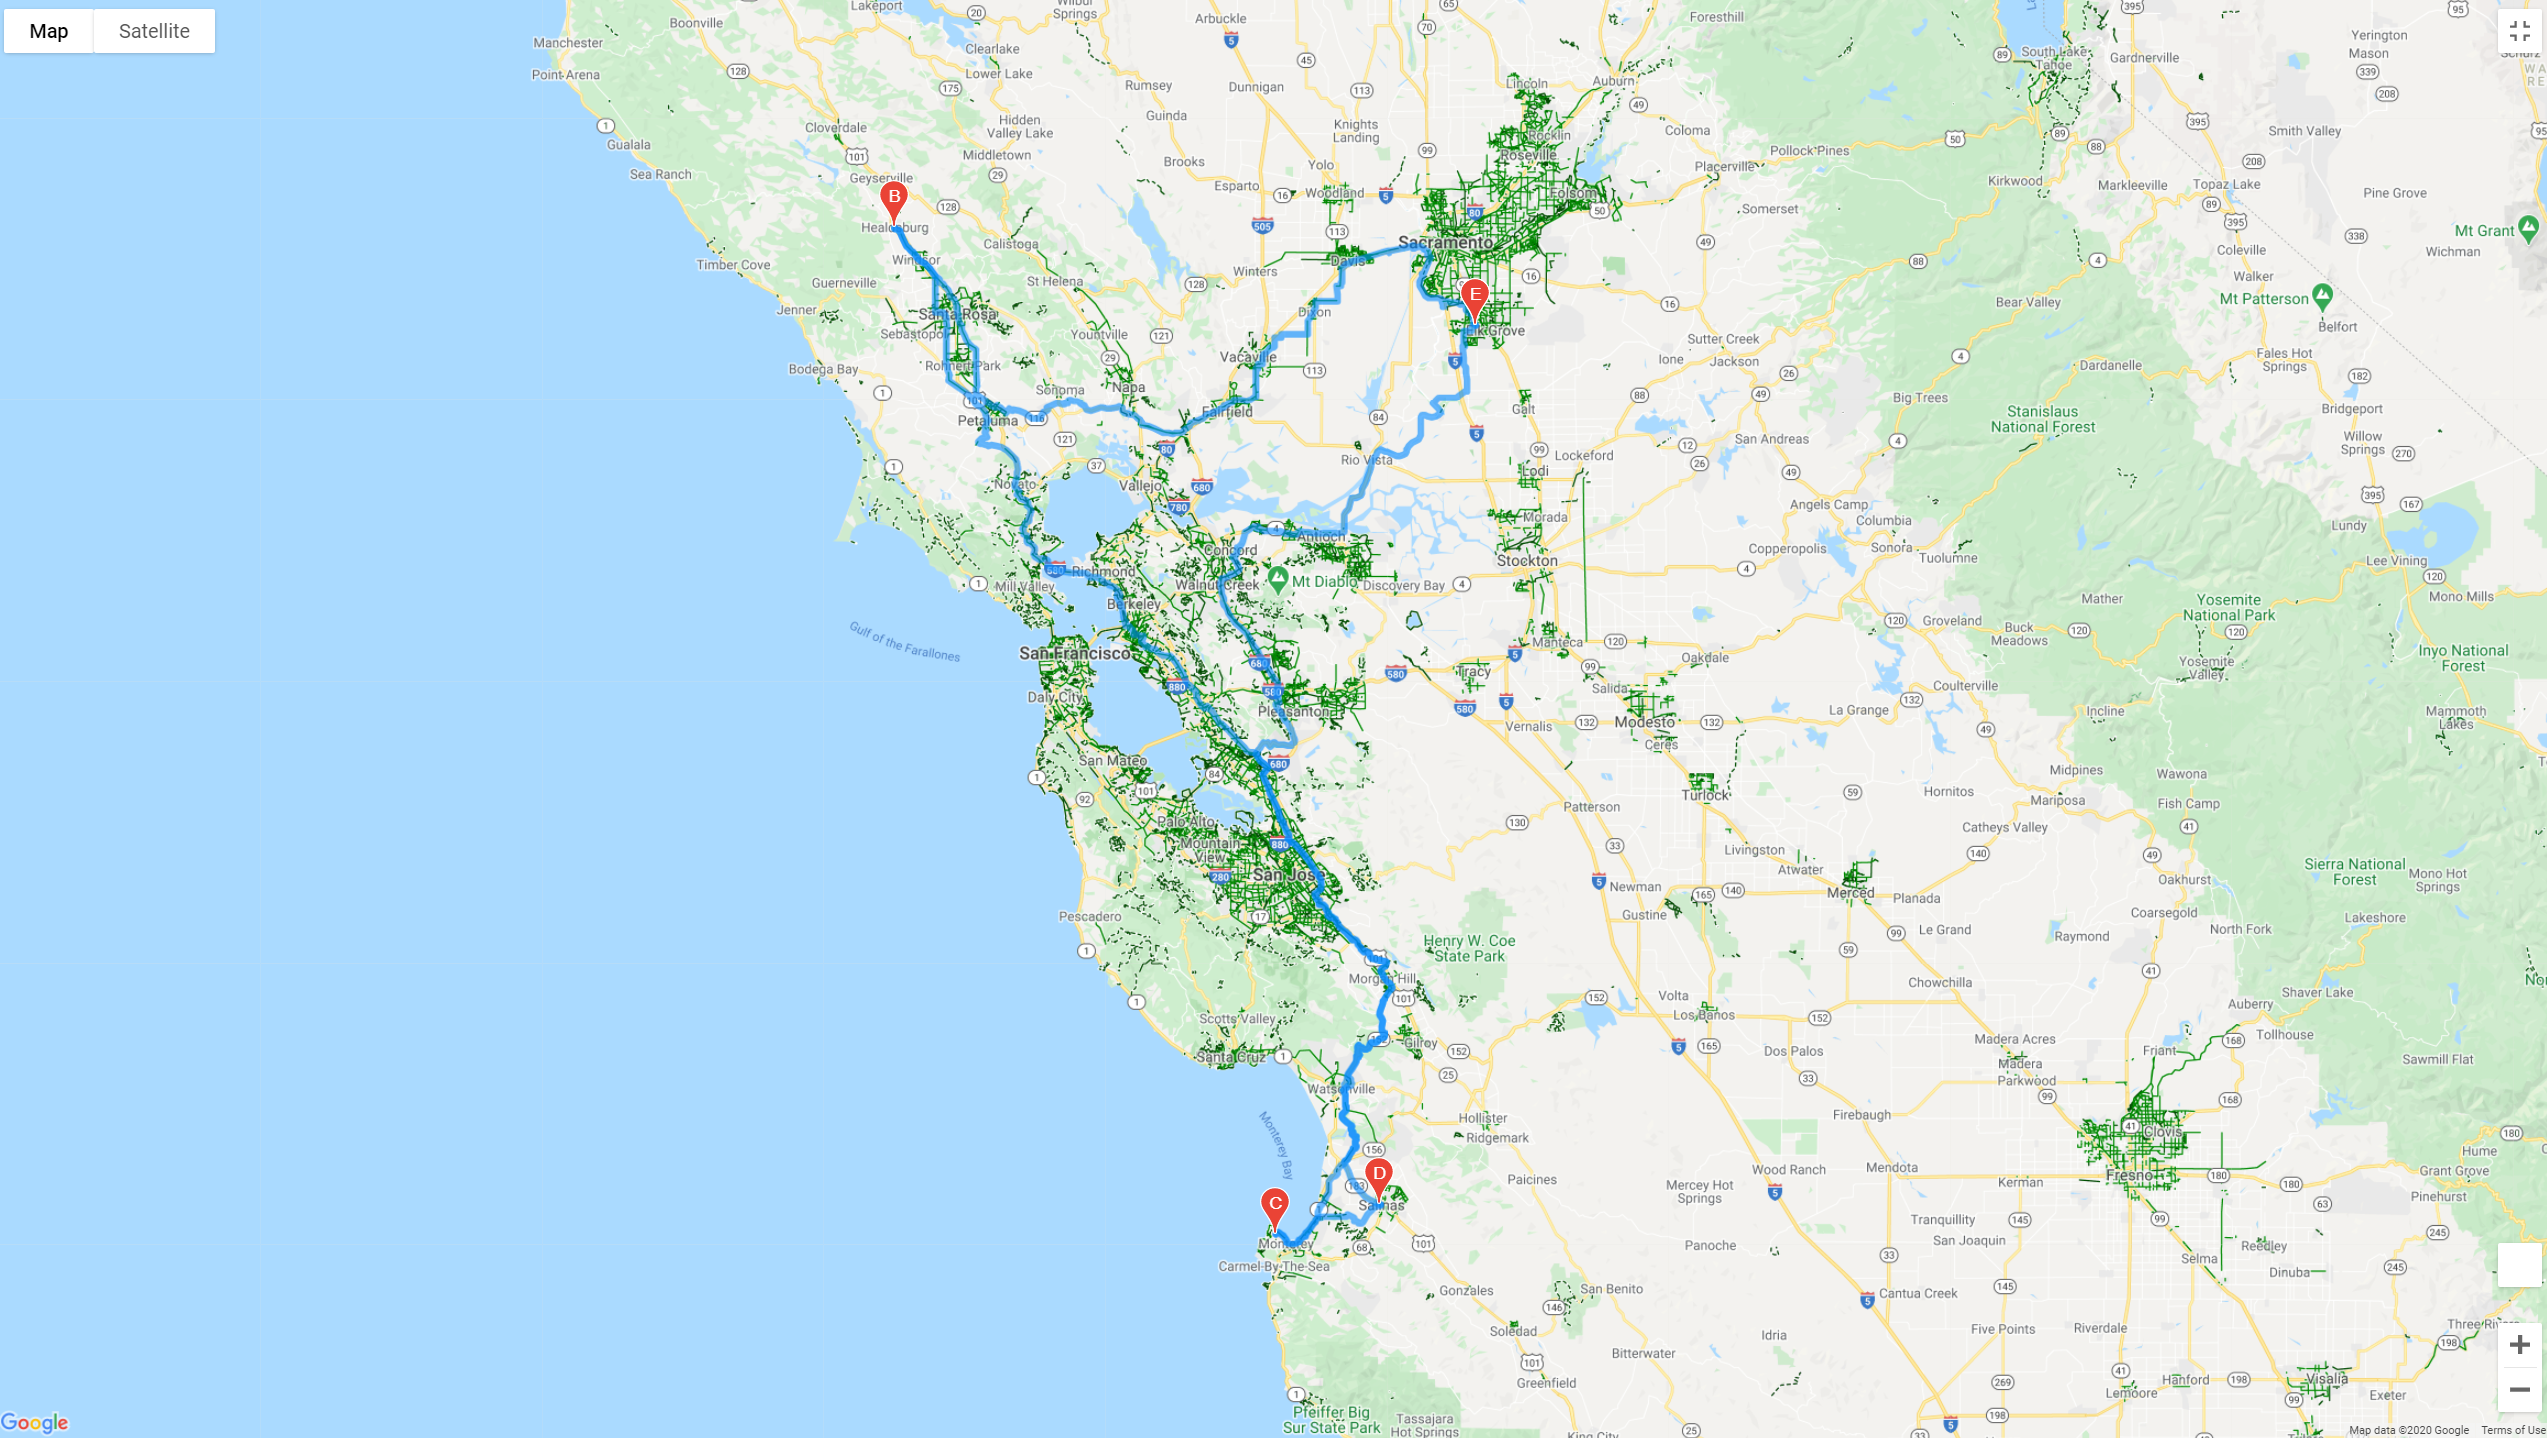 Map
Satellite
Lakeport
Boonville
Manchester
Point Arena
Clearlake
Lower Lake
Arbuckle
Foresthill
Yerington
Mason
South Lake
Tahoe
Gardnerville
Rumsey
Dunnigan
Lincoln
Auburn
Smith Valley
Gualala
Cloverdale
Hidden
Valley Lake
Guinda
Knights
Landing
Rocklin
Roseville
Coloma
Placerville
Pollock Pines
Sea Ranch
Geyserville
Middletown
Brooks
Yolo
Esparto
Woodland
Folsom
Kirkwood
Markleeville
Topaz Lake
Pine Grove
B
Healdsburg
Calistoga
Sacramento
Somerset
Coleville
Mt Grant
Wichman
Timber Cove
Windsor
Guerneville
St Helena
Winters
Davis
Walker
Jenner
Santa Rosa
Sebastopol
Yountville
Dixon
E
Elk Grove
Bear Valley
Mt Patterson
Belfort
Bodega Bay
Rohnert Park
Vacaville
Ione
Sutter Creek
Jackson
Dardanelle
Fales Hot
Springs
Petaluma
Sonoma
Napa
Fairfield
Galt
Big Trees
Stanislaus
National Forest
Bridgeport
Willow
Springs
Novato
Vallejo
Rio Vista
Lodi
Lockeford
San Andreas
Angels Camp
Morada
Columbia
Sonora
Tuolumne
Lundy
Lee Vining
Concord
Antioch
Stockton
Copperopolis
Richmond
Mill Valley
Walnut Creek
Mt Diablo
Discovery Bay
Berkeley
Mather
Yosemite
National Park
Mono Mills
Gulf of the Farallones
San Francisco
Manteca
Oakdale
Groveland
Buck
Meadows
Yosemite
Valley
Inyo National
Forest
Daly City
Pleasanton
Tracy
Salida
Coulterville
Vernalis
Modesto
Ceres
La Grange
Incline
Mammoth
Lakes
San Mateo
Turlock
Patterson
Hornitos
Midpines
Mariposa
Wawona
Fish Camp
Palo Alto
Mountain
View
San Jose
Livingston
Atwater
Catheys Valley
Sierra National
Forest
Mono Hot
Springs
Newman
Gustine
Merced
Planada
Oakhurst
Coarsegold
Lakeshore
Pescadero
Henry W. Coe
State Park
Le Grand
Raymond
North Fork
Morgan Hill
Volta
Los Banos
Chowchilla
Auberry
Shaver Lake
Scotts Valley
Santa Cruz
Gilroy
Dos Palos
Madera Acres
Madera
Parkwood
Friant
Tollhouse
Sawmill Flat
Watsonville
Hollister
Ridgemark
Firebaugh
Clovis
Monterey Bay
D
Salinas
Paicines
Wood Ranch
Mendota
Mercey Hot
Springs
Kerman
Fresno
Hume
Grant Grove
Pinehurst
C
Monterey
Carmel-By-The-Sea
Panoche
Tranquillity
San Joaquin
Reedley
Selma
Dinuba
Gonzales
San Benito
Cantua Creek
Soledad
Idria
Five Points
Riverdale
Bitterwater
Greenfield
Lemoore
Hanford
Visalia
Exeter
Pfeiffer Big
Sur State Park
Tassajara
Hot Springs
King City
Google
Map data ©2020 Google
Terms of Use